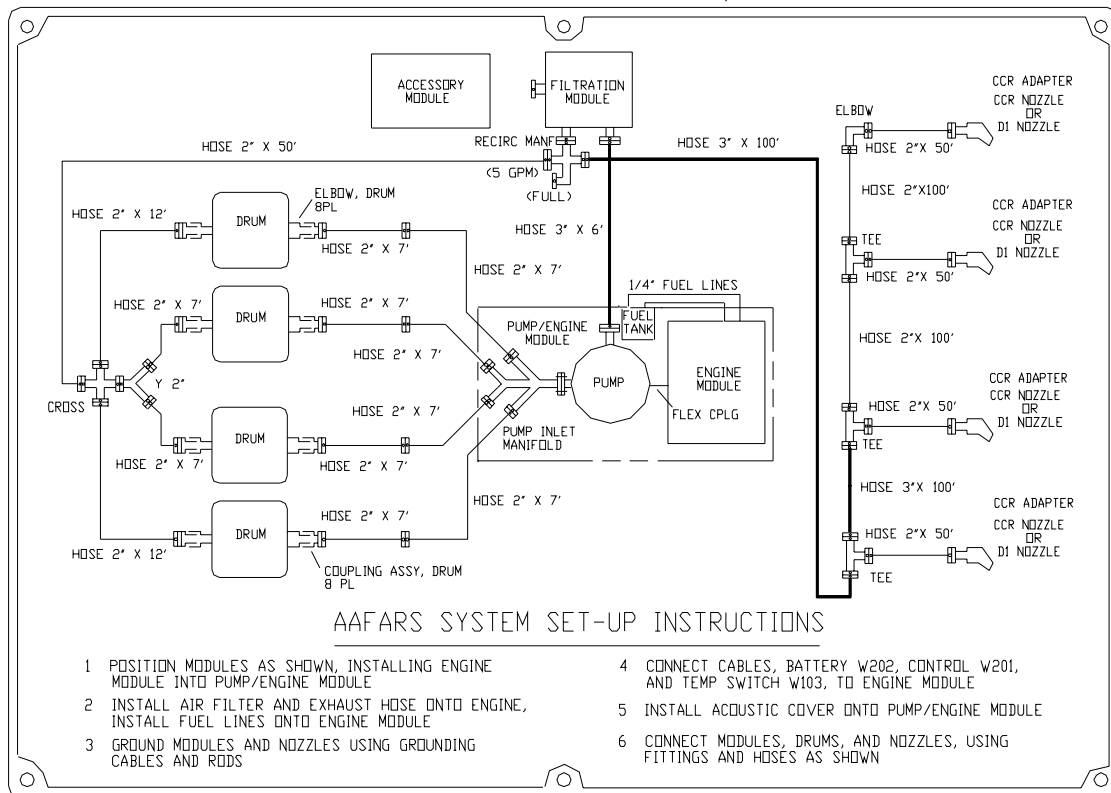 ACCESSORY
MODULE
FILTRATION
MODULE
RECIRC MANF
(5 GPM)
(FULL)
HOSE 2" X 50'
HOSE 3" X 100'
HOSE 3" X 6'
HOSE 2" X 12'
DRUM
ELBOW, DRUM
8PL
HOSE 2" X 7'
HOSE 2" X 7'
HOSE 2" X 7'
DRUM
HOSE 2" X 7'
HOSE 2" X 7'
CROSS
Y 2"
DRUM
HOSE 2" X 7'
HOSE 2" X 7'
HOSE 2" X 7'
HOSE 2" X 12'
DRUM
HOSE 2" X 7'
HOSE 2" X 7'
COUPLING ASSY, DRUM
8 PL
1/4" FUEL LINES
FUEL
TANK
PUMP/ENGINE
MODULE
PUMP
ENGINE
MODULE
FLEX CPLG
PUMP INLET
MANIFOLD
ELBOW
CCR ADAPTER
CCR NOZZLE
OR
D1 NOZZLE
HOSE 2"X 50'
HOSE 2"X100'
TEE
CCR ADAPTER
CCR NOZZLE
OR
D1 NOZZLE
HOSE 2"X 50'
HOSE 2"X 100'
CCR ADAPTER
CCR NOZZLE
OR
D1 NOZZLE
HOSE 2"X 50'
TEE
HOSE 3"X 100'
CCR ADAPTER
CCR NOZZLE
OR
D1 NOZZLE
HOSE 2"X 50'
TEE
AAFARS SYSTEM SET-UP INSTRUCTIONS
1 POSITION MODULES AS SHOWN, INSTALLING ENGINE
MODULE INTO PUMP/ENGINE MODULE
2 INSTALL AIR FILTER AND EXHAUST HOSE ONTO ENGINE,
INSTALL FUEL LINES ONTO ENGINE MODULE
3 GROUND MODULES AND NOZZLES USING GROUNDING
CABLES AND RODS
4 CONNECT CABLES, BATTERY W202, CONTROL W201,
AND TEMP SWITCH W103, TO ENGINE MODULE
5 INSTALL ACOUSTIC COVER ONTO PUMP/ENGINE MODULE
6 CONNECT MODULES, DRUMS, AND NOZZLES, USING
FITTINGS AND HOSES AS SHOWN